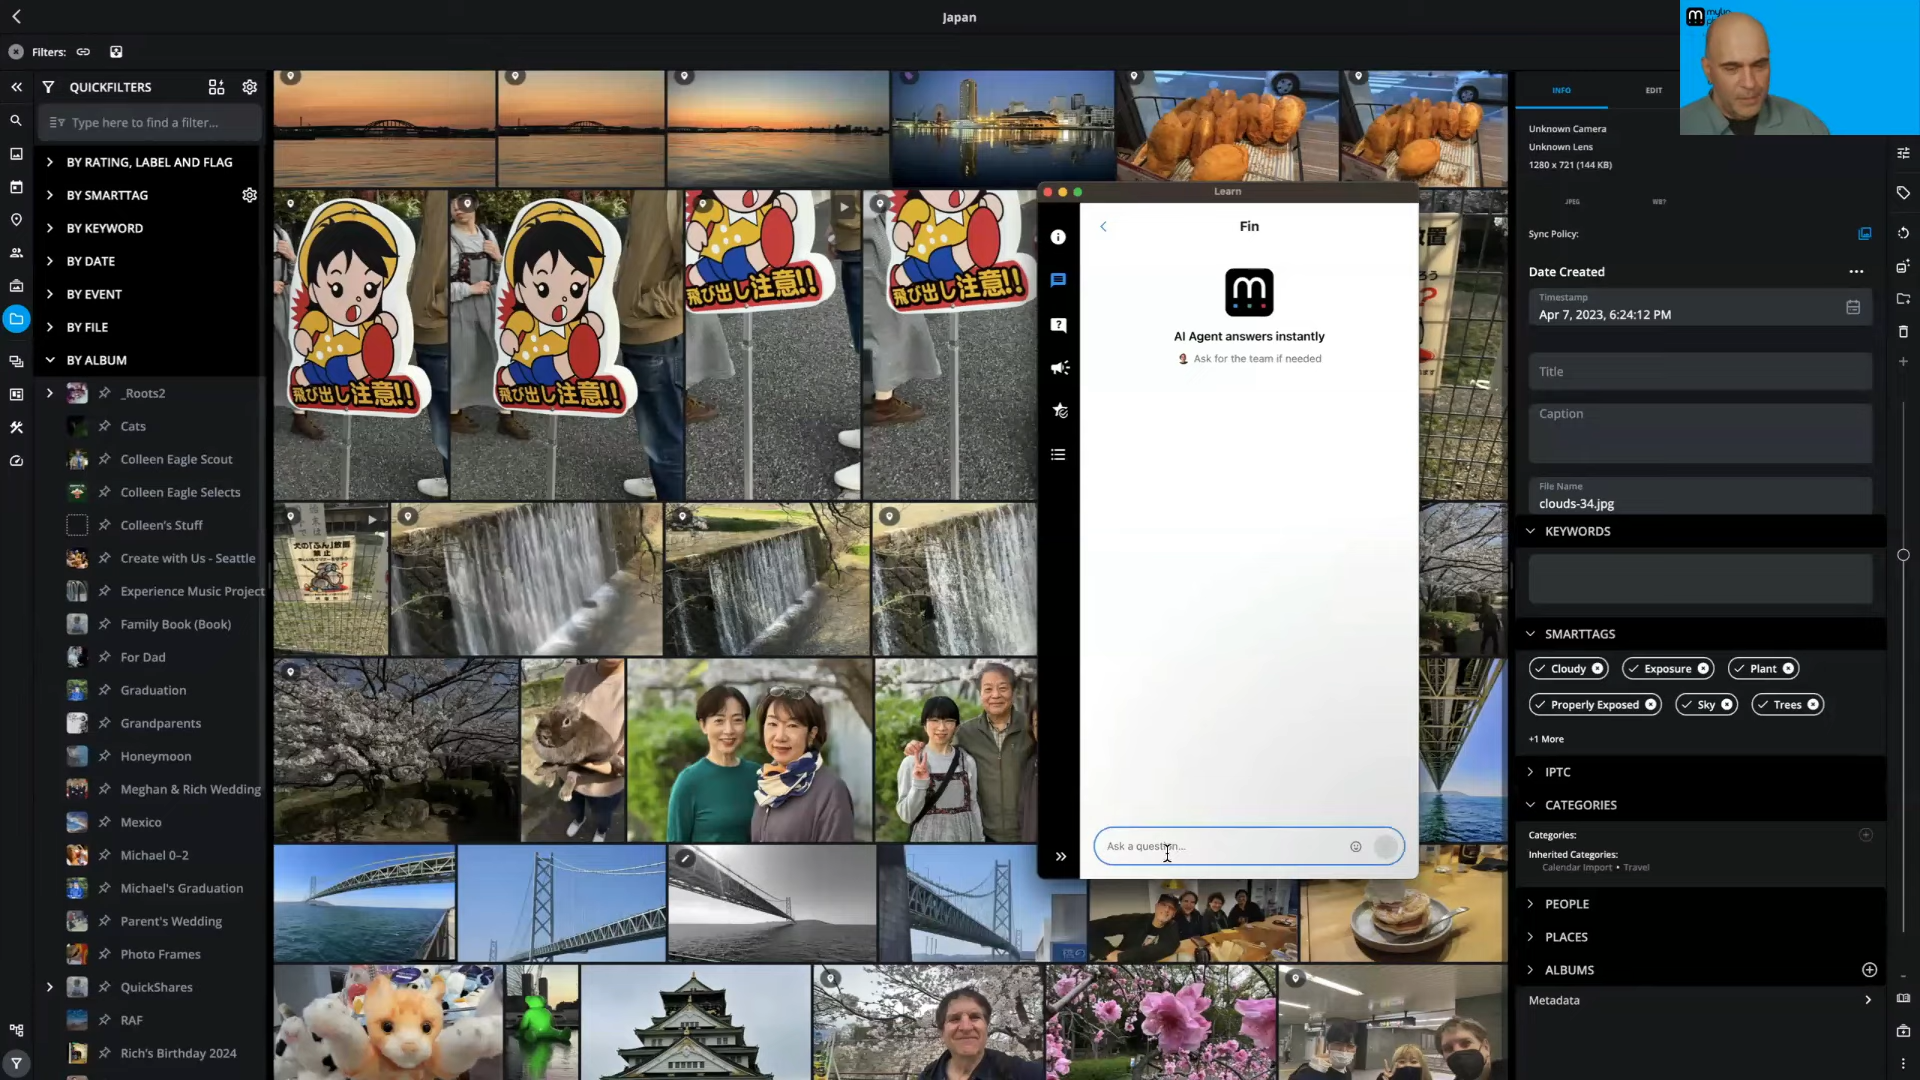 Japan
Filters:
QUICKFILTERS
Type here to find a filter...
BY RATING, LABEL AND FLAG
BY SMARTTAG
BY KEYWORD
BY DATE
BY EVENT
BY FILE
BY ALBUM
_Roots2
Cats
Colleen Eagle Scout
Colleen Eagle Selects
Colleen's Stuff
Create with Us - Seattle
Experience Music Project
Family Book (Book)
For Dad
Graduation
Grandparents
Honeymoon
Meghan & Rich Wedding
Mexico
Michael 0–2
Michael's Graduation
Parent's Wedding
Photo Frames
QuickShares
RAF
Rich's Birthday 2024
飛び出し注意!!
飛び出し注意!!
飛び出し注意!!
飛び出し注意!!
Learn
Fin
m
AI Agent answers instantly
Ask for the team if needed
Ask a question...
INFO
EDIT
Unknown Camera
Unknown Lens
1280 x 721 (144 KB)
JPEG
WB?
Sync Policy:
Date Created
Timestamp
Apr 7, 2023, 6:24:12 PM
Title
Caption
File Name
clouds-34.jpg
KEYWORDS
SMARTTAGS
Cloudy
Exposure
Plant
Properly Exposed
Sky
Trees
+1 More
IPTC
CATEGORIES
Categories:
Inherited Categories:
Calendar Import • Travel
PEOPLE
PLACES
ALBUMS
Metadata